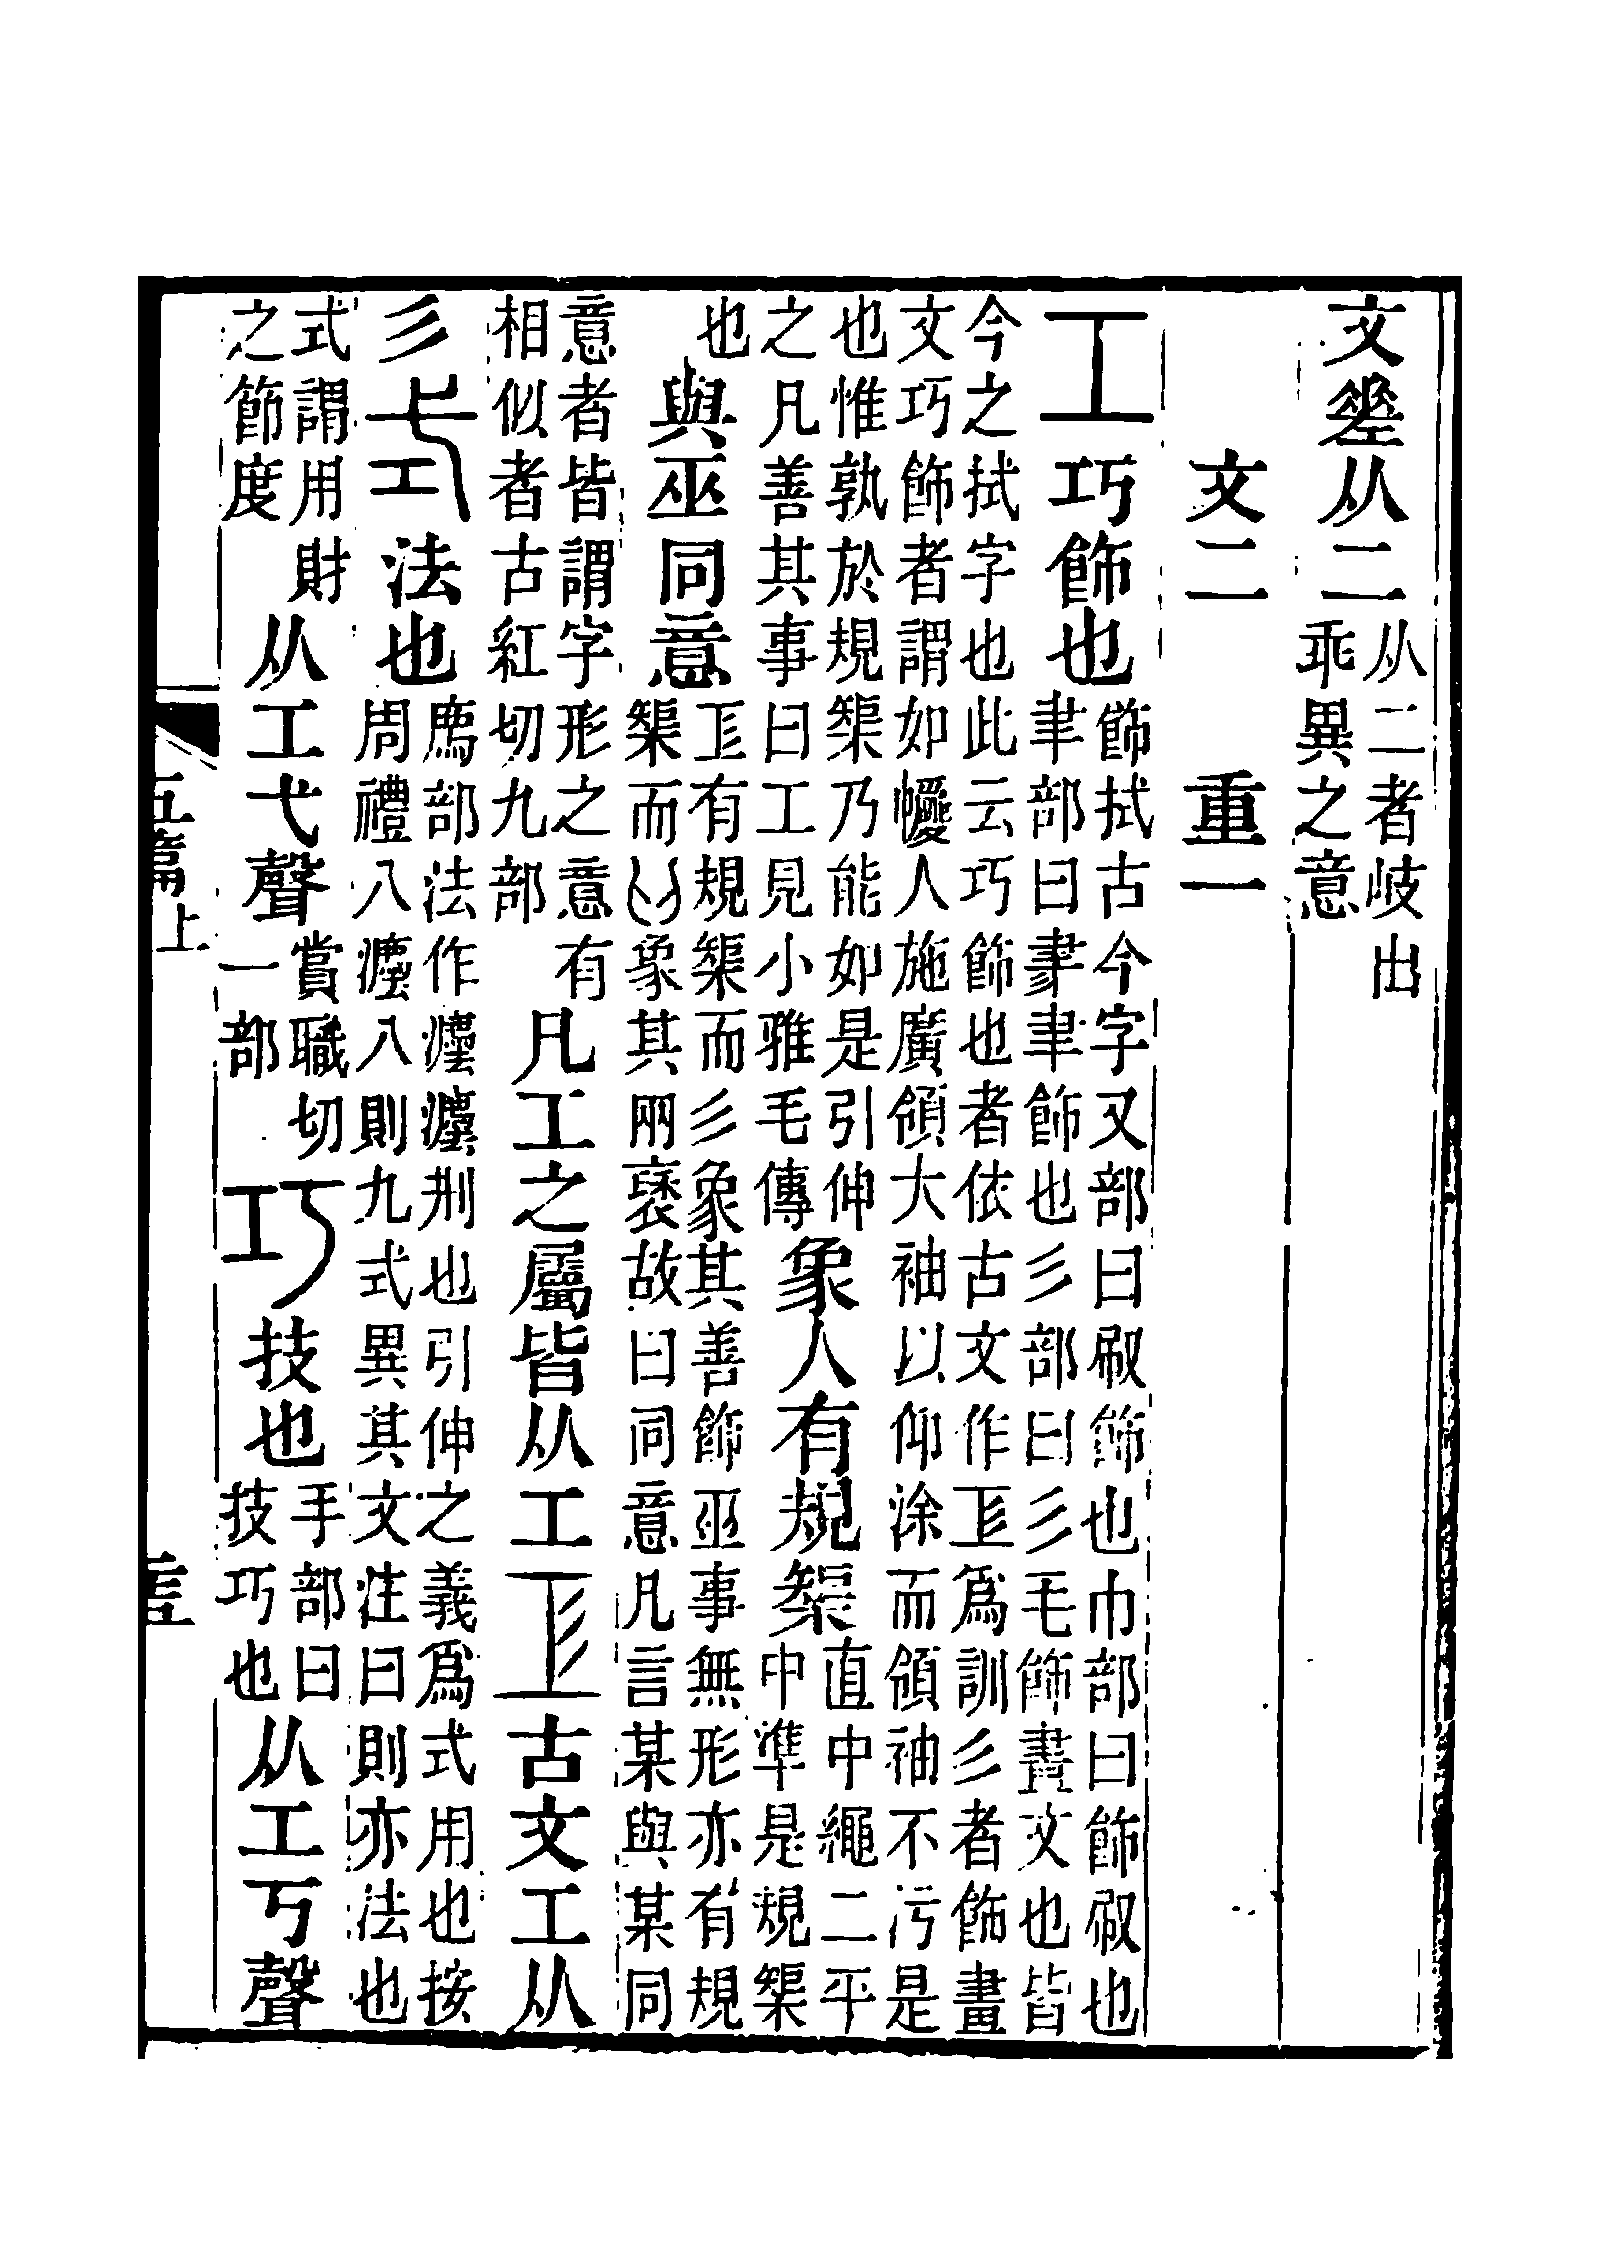 文𢀩从二从二者岐出乖異之意
文二　重一
工巧飾也飾拭古今字又部曰㕞飾也巾部曰飾㕞也聿部曰𦘔聿飾也彡部曰彡毛飾畫文也皆
今之拭字也此云巧飾也者依古文作𢒄爲訓彡者飾畫文巧飾者謂如𢅼人施廣領大袖以仰涂而領袖不污是
也惟孰於規榘乃能如是引伸之凡善其事曰工見小雅毛傳象人有規榘直中繩二平中準是規榘
也與巫同意𢒄有規榘而彡象其善飾巫事無形亦有規榘而从从象其兩褎故曰同意凡言某與某同
意者皆謂字形之意有相似者古紅切九部凡工之屬皆从工𢒄古文工从
彡式法也廌部法作灋灋刑也引伸之義爲式用也按周禮八灋八則九式異其文注曰則亦法也
式謂用財之節度从工弋聲賞職切一部巧技也手部曰技巧也从工丂聲
五篇上